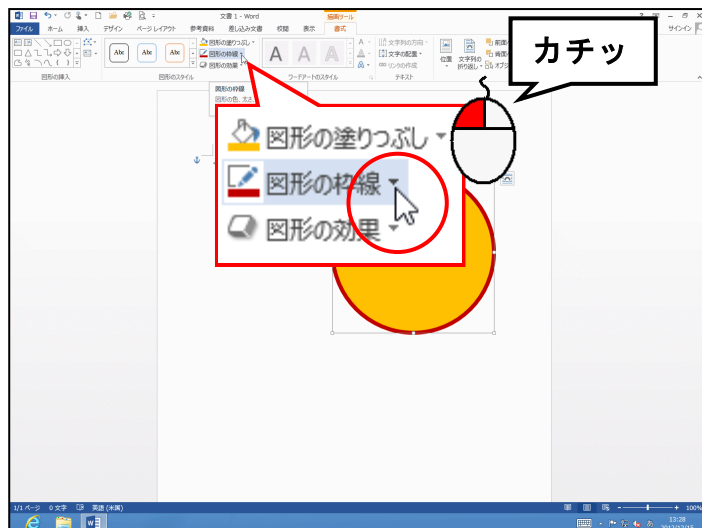 文書 1 - Word
描画ツール
サインイン
ファイル ホーム 挿入 デザイン ページ レイアウト 参考資料 差し込み文書 校閲 表示 書式
Abc Abc Abc
図形の塗りつぶし
図形の枠線
図形の効果
A A A
文字列の方向
文字の配置
リンクの作成
位置
文字列の
折り返し
図形の挿入 図形のスタイル ワードアートのスタイル テキスト
カチッ
図形の枠線
図形の塗りつぶし
図形の枠線
図形の効果
1/1 ページ 0 文字 英語 (米国) 100%
13:28